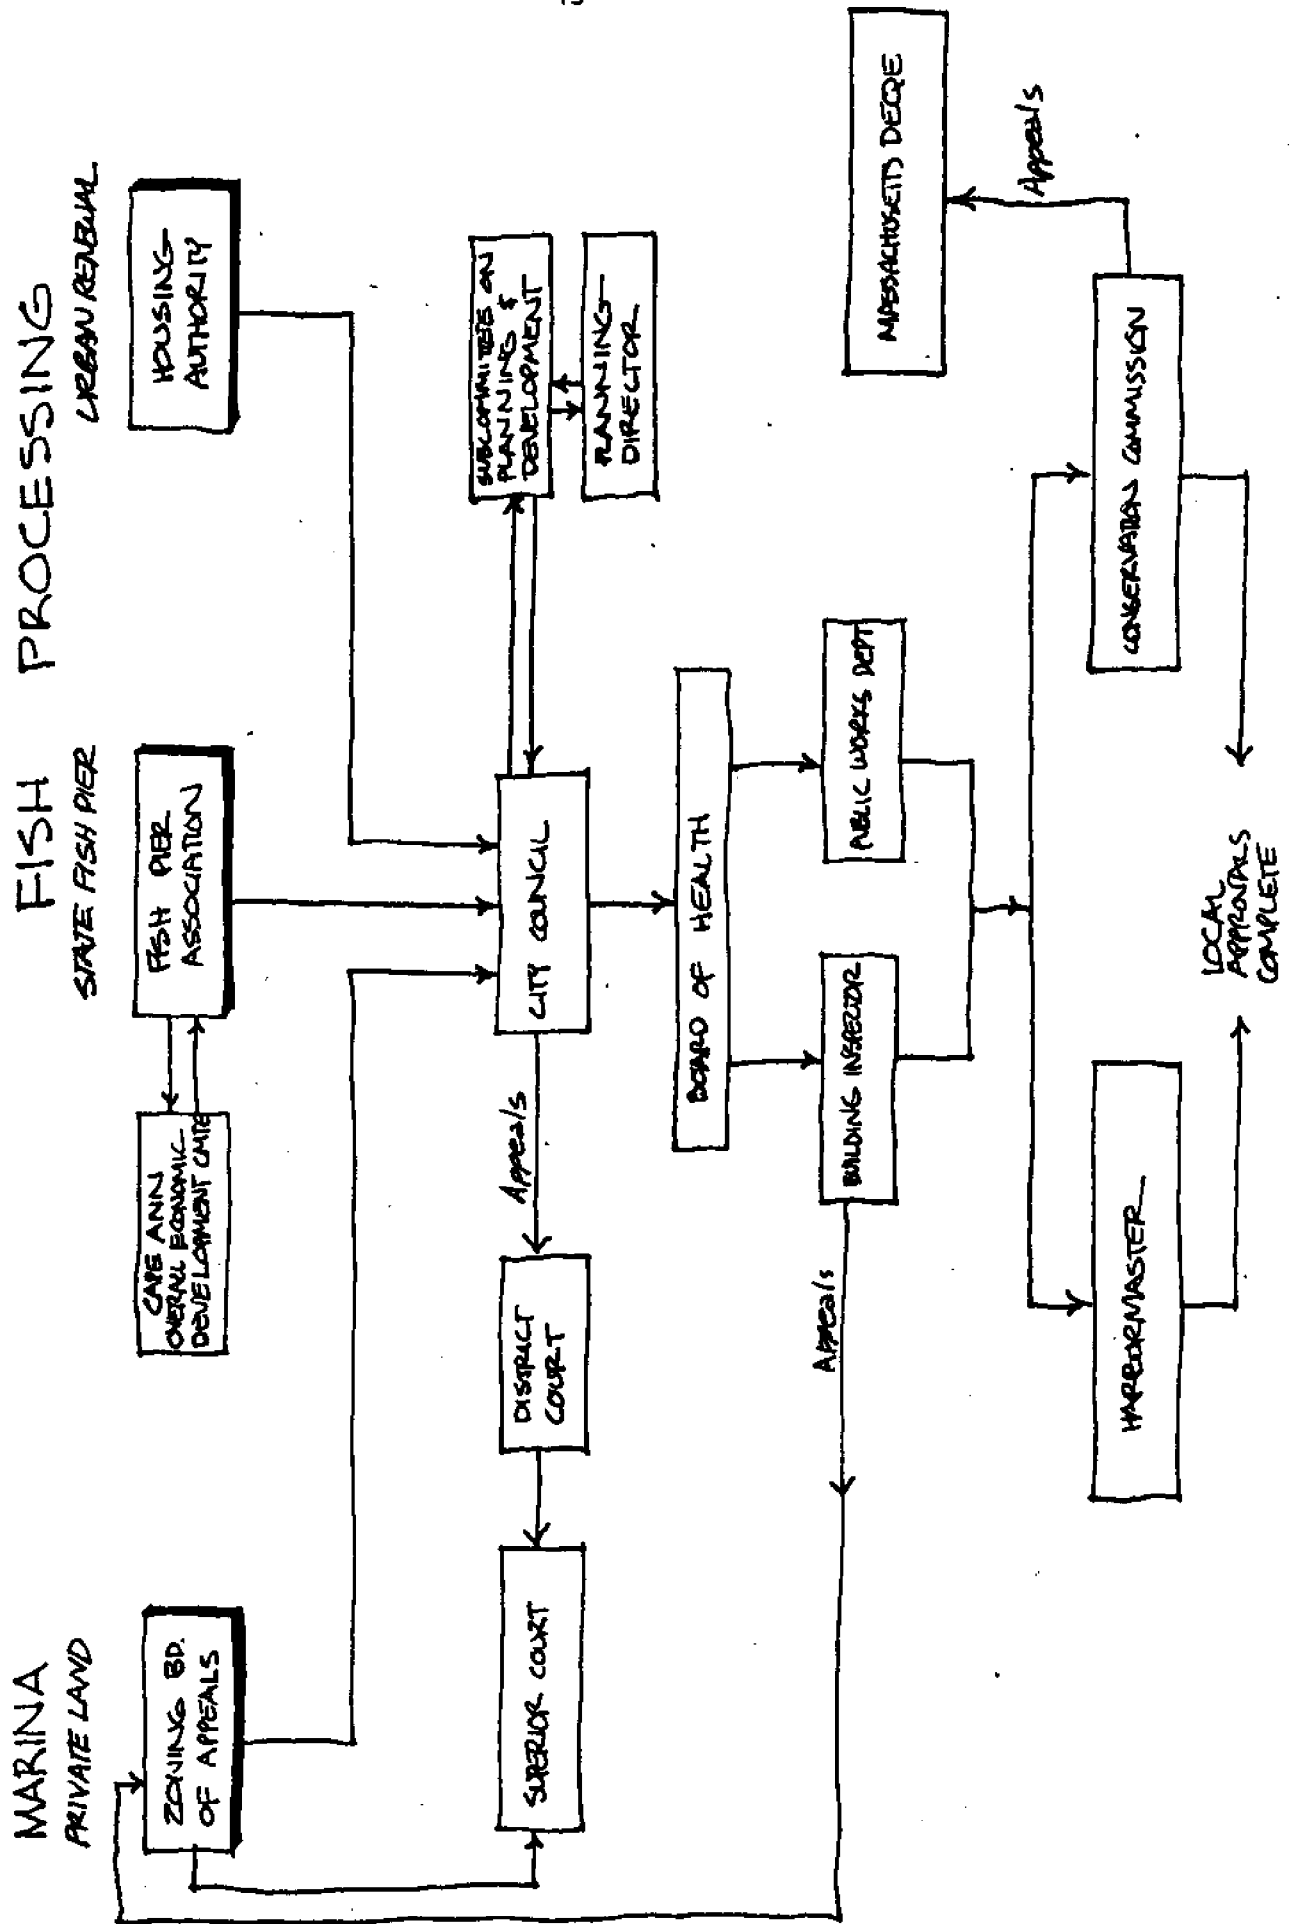 MARINA
PRIVATE LAND
FISH PROCESSING
STATE FISH PIER
URBAN RENEWAL
ZONING BD.
OF APPEALS
CAPE ANN
OVERALL ECONOMIC
DEVELOPMENT CMTE
FISH PIER
ASSOCIATION
HOUSING
AUTHORITY
SUPERIOR COURT
DISTRICT
COURT
Appeals
CITY COUNCIL
SUBCOMMITTEE ON
PLANNING &
DEVELOPMENT
PLANNING
DIRECTOR
BOARD OF HEALTH
Appeals
BUILDING INSPECTOR
PUBLIC WORKS DEPT
MASSACHUSETTS DEQE
Appeals
HARBORMASTER
CONSERVATION COMMISSION
LOCAL
APPROVALS
COMPLETE